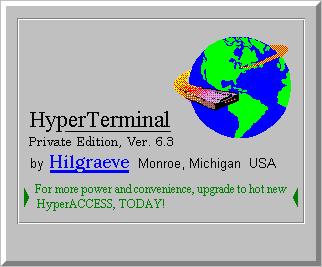 HyperTerminal
Private Edition, Ver. 6.3
by Hilgraeve Monroe, Michigan USA
For more power and convenience, upgrade to hot new
HyperACCESS, TODAY!